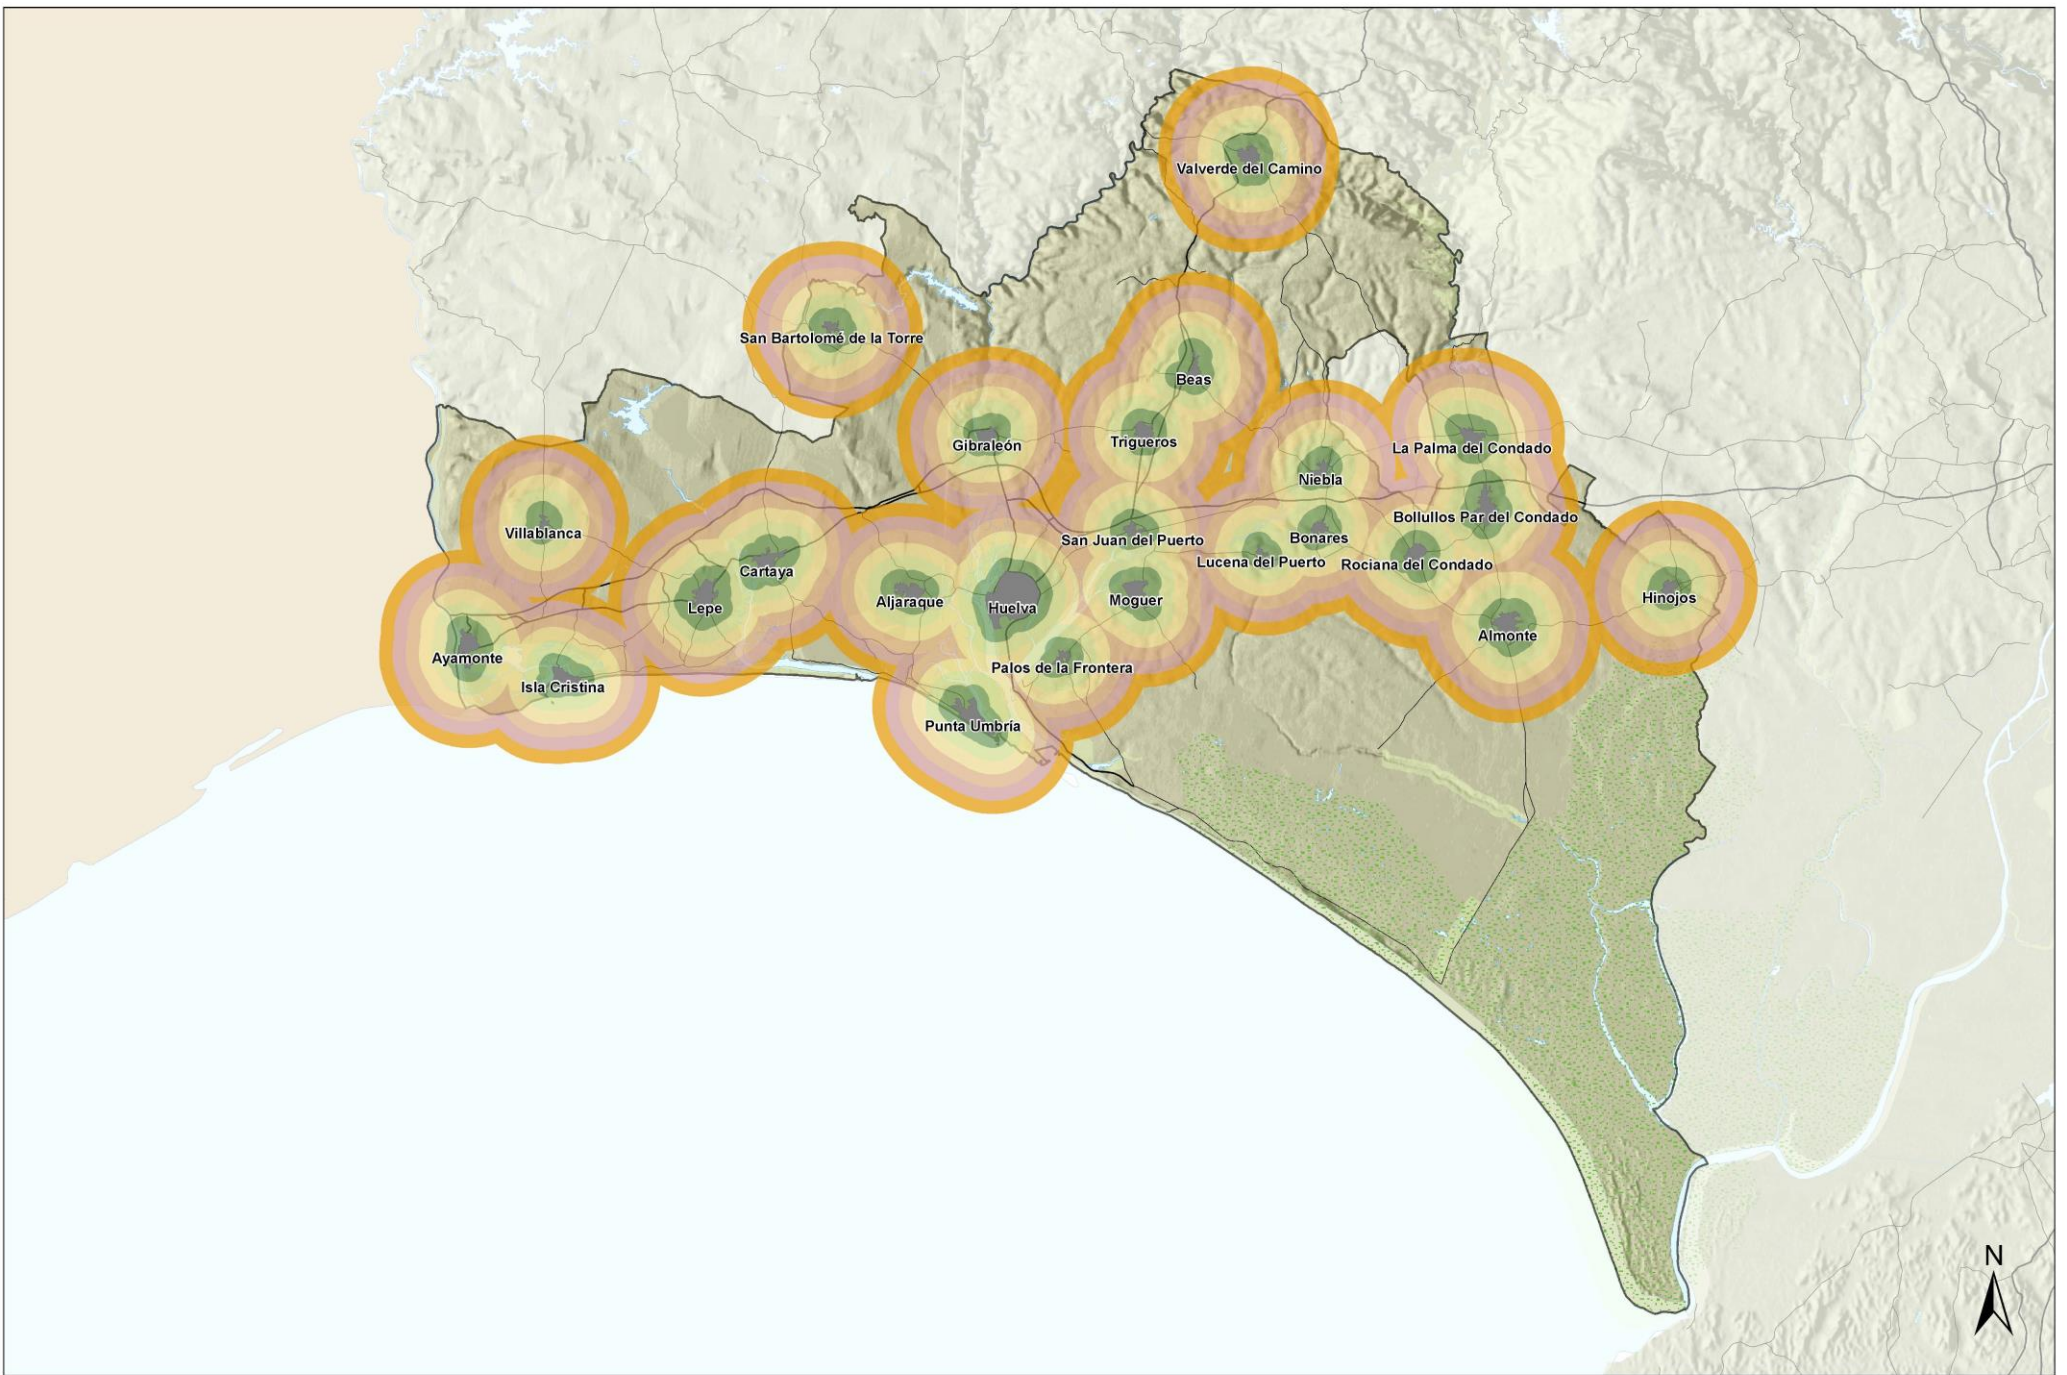 Valverde del Camino
San Bartolomé de la Torre
Beas
Trigueros
Gibraleón
La Palma del Condado
Niebla
Bollullos Par del Condado
Villablanca
San Juan del Puerto
Bonares
Lucena del Puerto
Rociana del Condado
Cartaya
Lepe
Aljaraque
Huelva
Moguer
Hinojos
Almonte
Ayamonte
Isla Cristina
Palos de la Frontera
Punta Umbría
N